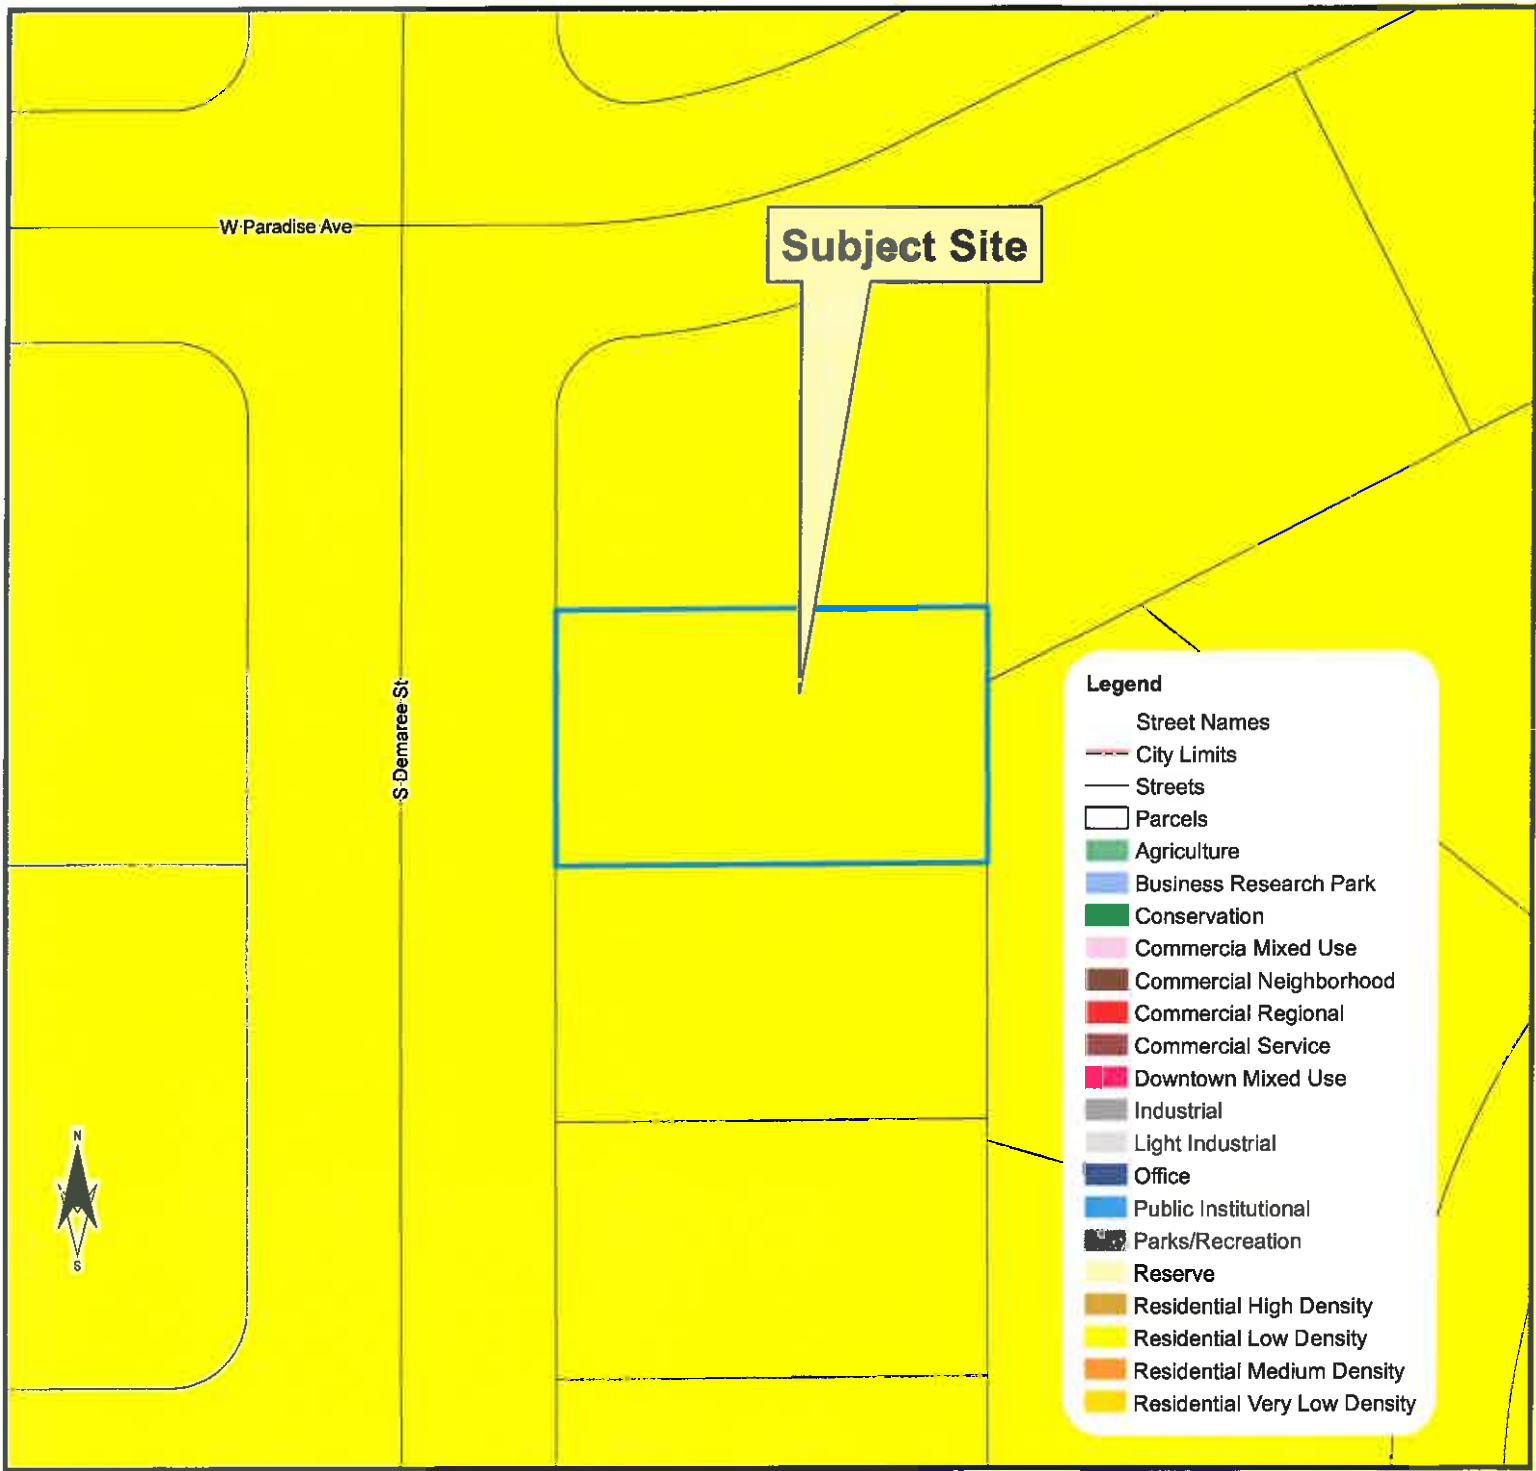 W Paradise Ave
Subject Site
S Demaree St
Legend
Street Names
City Limits
Streets
Parcels
Agriculture
Business Research Park
Conservation
Commercia Mixed Use
Commercial Neighborhood
Commercial Regional
Commercial Service
Downtown Mixed Use
Industrial
Light Industrial
Office
Public Institutional
Parks/Recreation
Reserve
Residential High Density
Residential Low Density
Residential Medium Density
Residential Very Low Density
N
S